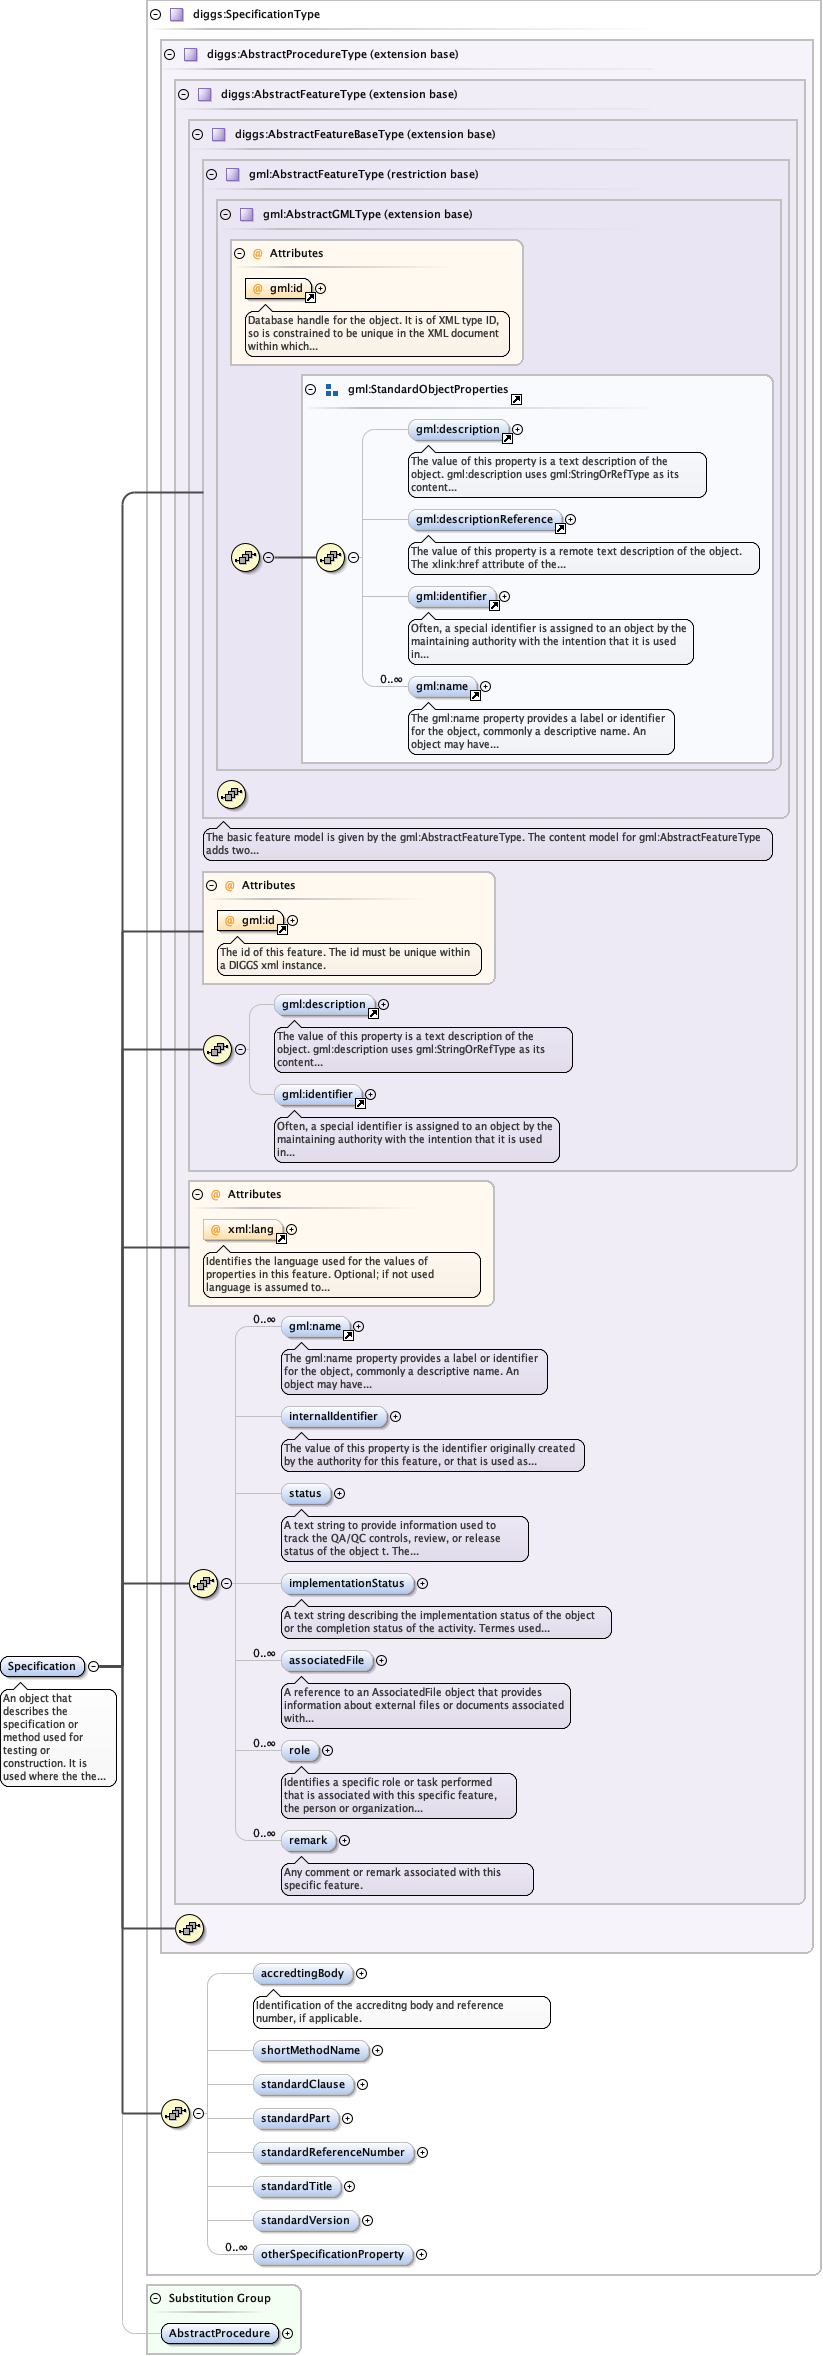 diggs:SpecificationType
diggs:AbstractProcedureType (extension base)
diggs:AbstractFeatureType (extension base)
diggs:AbstractFeatureBaseType (extension base)
gml:AbstractFeatureType (restriction base)
gml:AbstractGMLType (extension base)
@ Attributes
@ gml:id
Database handle for the object. It is of XML type ID,
so is constrained to be unique in the XML document
within which...
gml:StandardObjectProperties
gml:description
The value of this property is a text description of the
object. gml:description uses gml:StringOrRefType as its
content...
gml:descriptionReference
The value of this property is a remote text description of the object.
The xlink:href attribute of the...
gml:identifier
Often, a special identifier is assigned to an object by the
maintaining authority with the intention that it is used
in...
0..∞
gml:name
The gml:name property provides a label or identifier
for the object, commonly a descriptive name. An
object may have...
The basic feature model is given by the gml:AbstractFeatureType. The content model for gml:AbstractFeatureType
adds two...
@ Attributes
@ gml:id
The id of this feature. The id must be unique within
a DIGGS xml instance.
gml:description
The value of this property is a text description of the
object. gml:description uses gml:StringOrRefType as its
content...
gml:identifier
Often, a special identifier is assigned to an object by the
maintaining authority with the intention that it is used
in...
@ Attributes
@ xml:lang
Identifies the language used for the values of
properties in this feature. Optional; if not used
language is assumed to...
0..∞
gml:name
The gml:name property provides a label or identifier
for the object, commonly a descriptive name. An
object may have...
internalIdentifier
The value of this property is the identifier originally created
by the authority for this feature, or that is used as...
status
A text string to provide information used to
track the QA/QC controls, review, or release
status of the object t. The...
implementationStatus
A text string describing the implementation status of the object
or the completion status of the activity. Termes used...
0..∞
associatedFile
A reference to an AssociatedFile object that provides
information about external files or documents associated
with...
0..∞
role
Identifies a specific role or task performed
that is associated with this specific feature,
the person or organization...
0..∞
remark
Any comment or remark associated with this
specific feature.
Specification
An object that
describes the
specification or
method used for
testing or
construction. It is
used where the the...
accredtingBody
Identification of the accreditng body and reference
number, if applicable.
shortMethodName
standardClause
standardPart
standardReferenceNumber
standardTitle
standardVersion
0..∞
otherSpecificationProperty
Substitution Group
AbstractProcedure